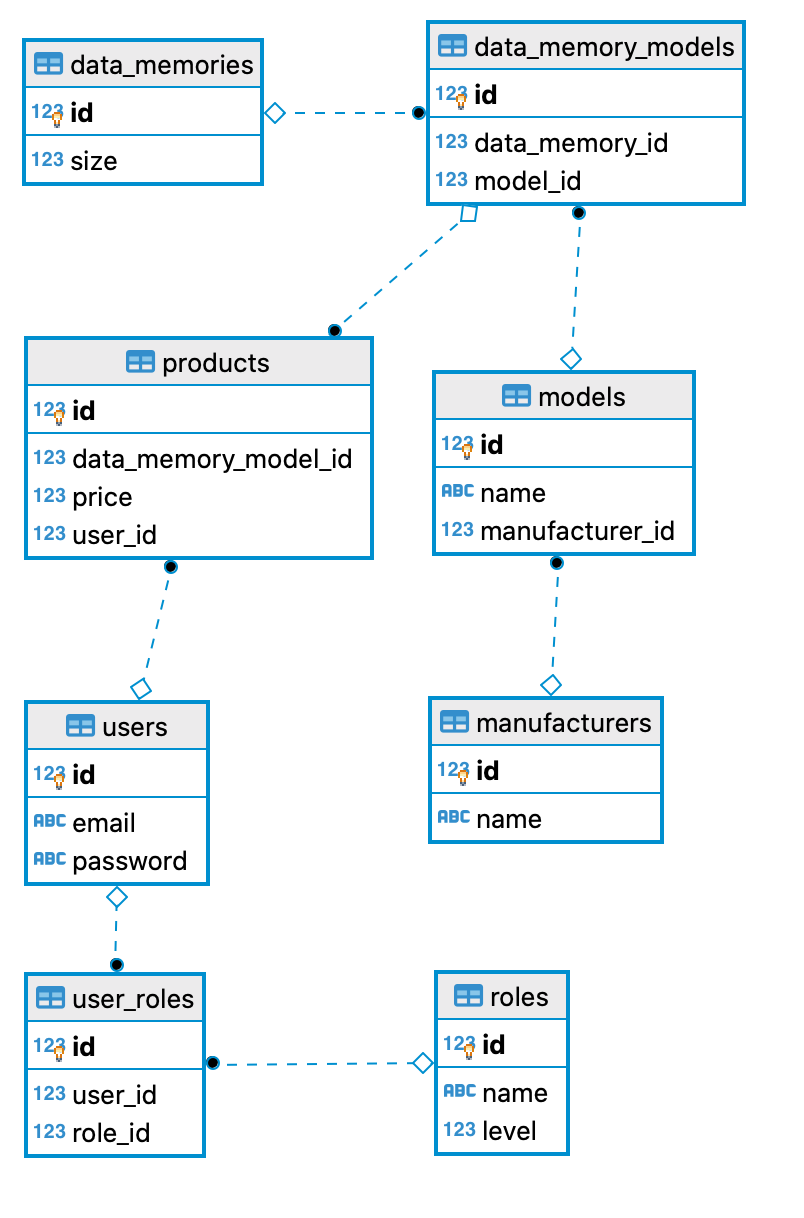 data_memories
123 id
123 size
data_memory_models
123 id
123 data_memory_id
123 model_id
products
123 id
123 data_memory_model_id
123 price
123 user_id
models
123 id
ABC name
123 manufacturer_id
users
123 id
ABC email
ABC password
manufacturers
123 id
ABC name
user_roles
123 id
123 user_id
123 role_id
roles
123 id
ABC name
123 level